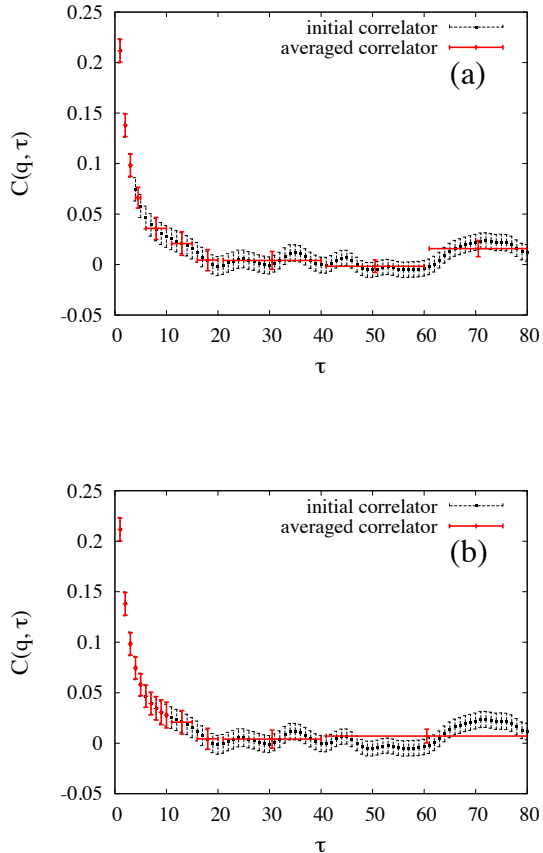 0.25
0.2
0.15
0.1
0.05
0
-0.05
C(q, τ)
initial correlator
averaged correlator
(a)
0 10 20 30 40 50 60 70 80
τ
0.25
0.2
0.15
0.1
0.05
0
-0.05
C(q, τ)
initial correlator
averaged correlator
(b)
0 10 20 30 40 50 60 70 80
τ